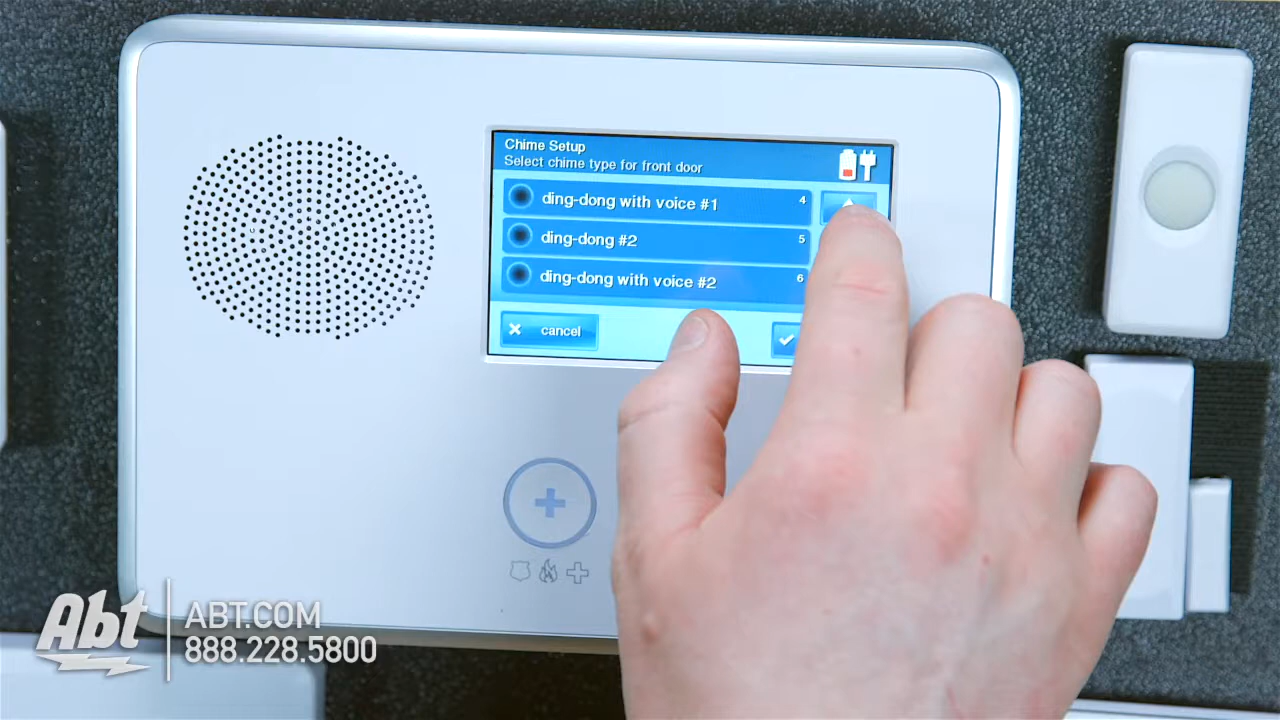 Chime Setup
Select chime type for front door
ding-dong with voice #1 4
ding-dong #2 5
ding-dong with voice #2 6
cancel
Abt
ABT.COM
888.228.5800